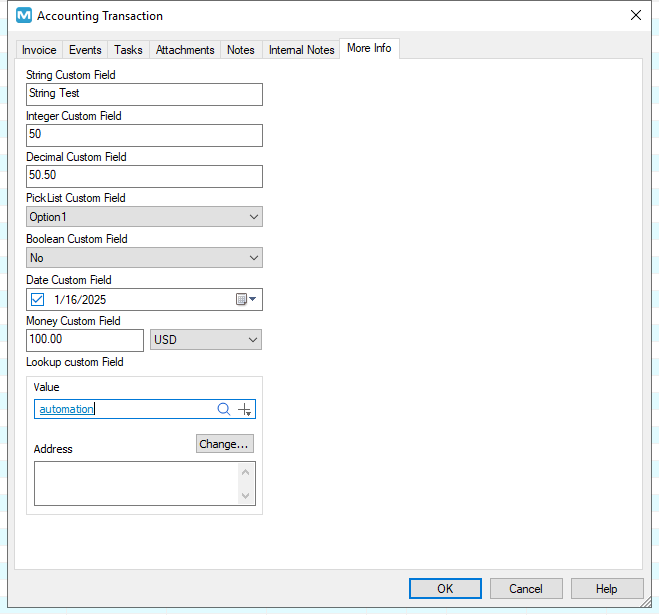 M Accounting Transaction
Invoice Events Tasks Attachments Notes Internal Notes More Info
String Custom Field
String Test
Integer Custom Field
50
Decimal Custom Field
50.50
PickList Custom Field
Option1
Boolean Custom Field
No
Date Custom Field
1/16/2025
Money Custom Field
100.00 USD
Lookup custom Field
Value
automation
Address Change...
OK Cancel Help